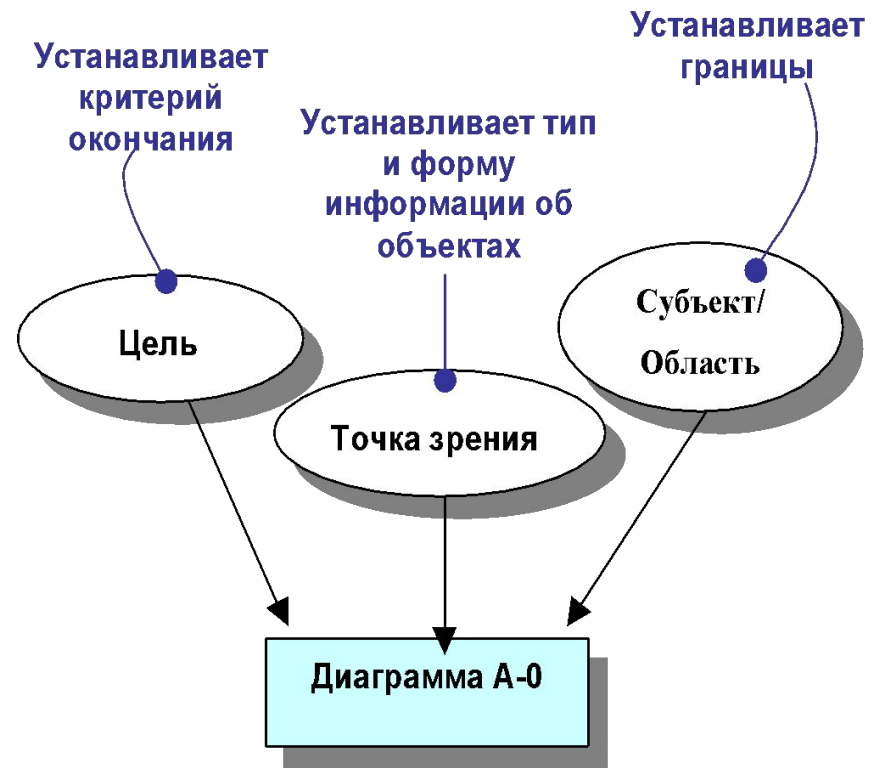 Устанавливает
критерий
окончания
Устанавливает тип
и форму
информации об
объектах
Устанавливает
границы
Цель
Точка зрения
Субъект/
Область
Диаграмма А-0